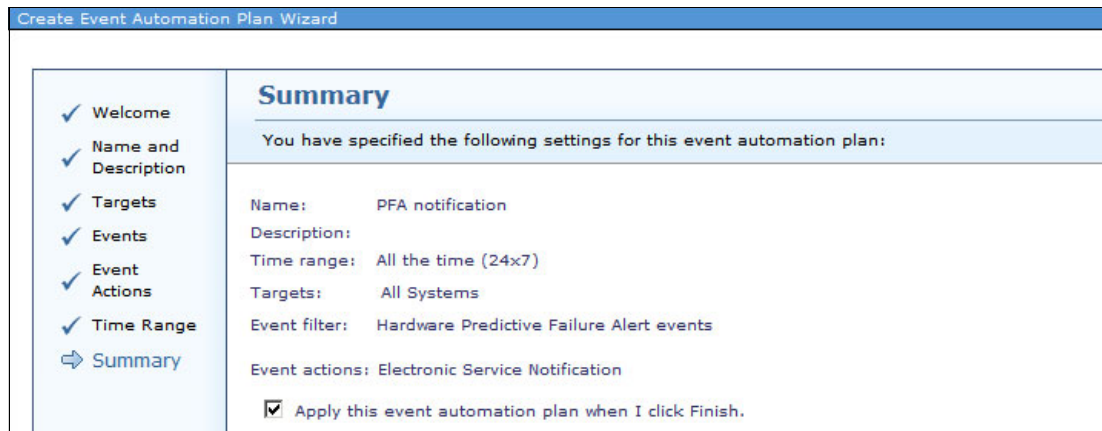 Create Event Automation Plan Wizard
Welcome
Name and
Description
Targets
Events
Event
Actions
Time Range
Summary
Summary
You have specified the following settings for this event automation plan:
Name: PFA notification
Description:
Time range: All the time (24x7)
Targets: All Systems
Event filter: Hardware Predictive Failure Alert events
Event actions: Electronic Service Notification
Apply this event automation plan when I click Finish.